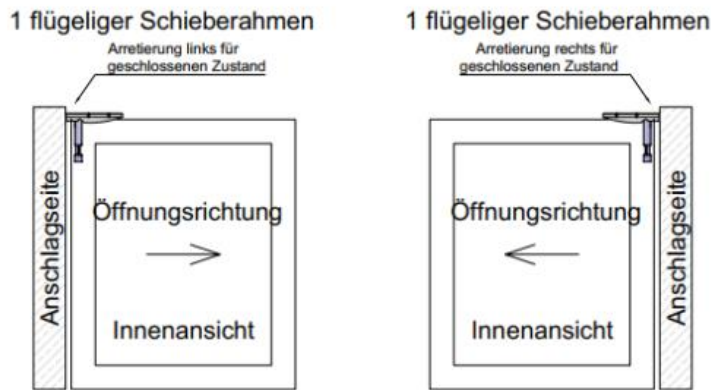 1 flügeliger Schieberahmen
Arretierung links für
geschlossenen Zustand
Anschlagseite
Öffnungsrichtung
Innenansicht
1 flügeliger Schieberahmen
Arretierung rechts für
geschlossenen Zustand
Öffnungsrichtung
Innenansicht
Anschlagseite